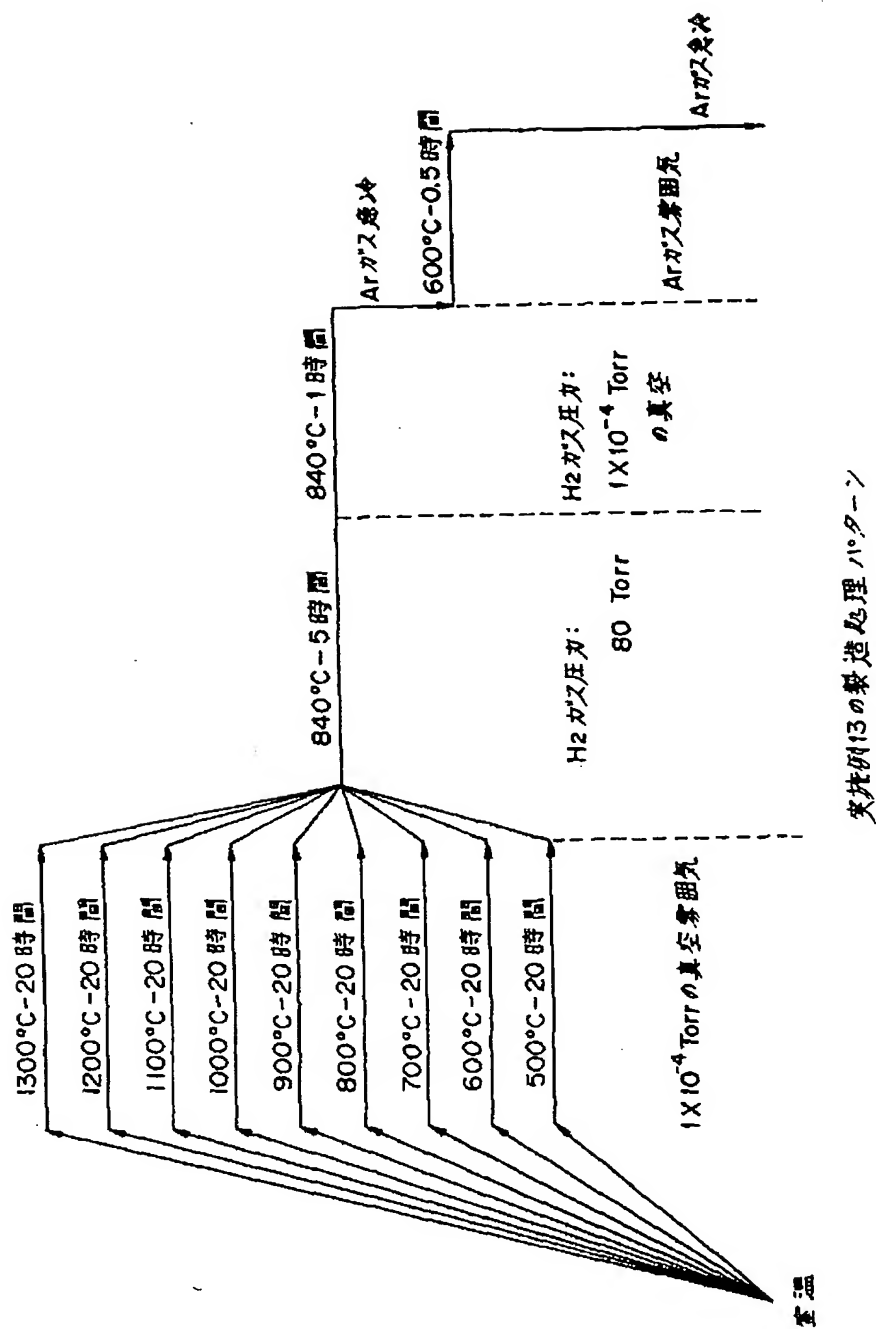 1300°C-20時間
1200°C-20時間
1100°C-20時間
1000°C-20時間
900°C-20時間
800°C-20時間
700°C-20時間
600°C-20時間
500°C-20時間
840°C-5時間
840°C-1時間
Arガス急冷
600°C-0.5時間
Arガス急冷
室温
1X10⁻⁴Torrの真空雰囲気
H2ガス圧力:
80 Torr
H2ガス圧力:
1X10⁻⁴ Torr
の真空
Arガス雰囲気
実施例13の製造処理パターン